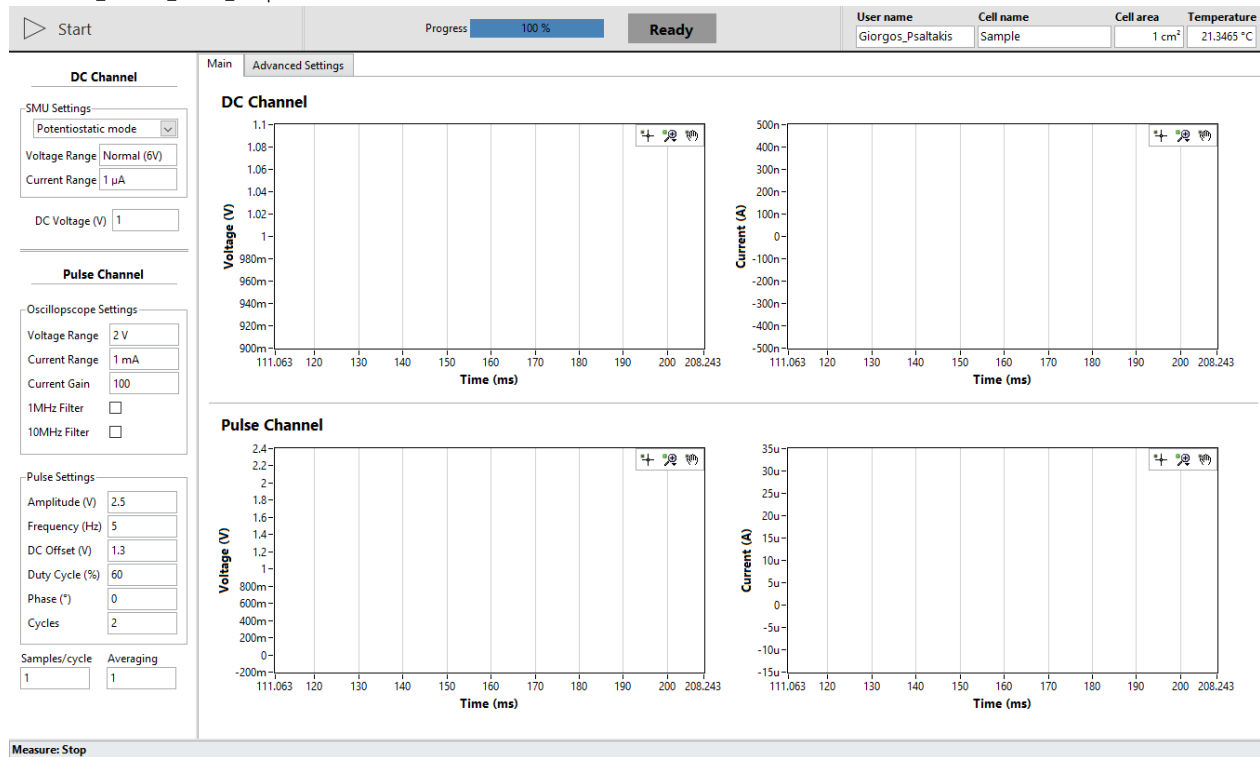 Start
Progress 100 % Ready
User name Cell name Cell area Temperature
Giorgos_Psaltakis Sample 1 cm² 21.3465 °C
DC Channel
SMU Settings
Potentiostatic mode
Voltage Range Normal (6V)
Current Range 1 µA
DC Voltage (V) 1
Pulse Channel
Oscillopscope Settings
Voltage Range 2 V
Current Range 1 mA
Current Gain 100
1MHz Filter
10MHz Filter
Pulse Settings
Amplitude (V) 2.5
Frequency (Hz) 5
DC Offset (V) 1.3
Duty Cycle (%) 60
Phase (°) 0
Cycles 2
Samples/cycle Averaging
1 1
Main Advanced Settings
DC Channel
Voltage (V)
1.1
1.08
1.06
1.04
1.02
1
980m
960m
940m
920m
900m
111.063 120 130 140 150 160 170 180 190 200 208.243
Time (ms)
Current (A)
500n
400n
300n
200n
100n
0
-100n
-200n
-300n
-400n
-500n
111.063 120 130 140 150 160 170 180 190 200 208.243
Time (ms)
Pulse Channel
Voltage (V)
2.4
2.2
2
1.8
1.6
1.4
1.2
1
800m
600m
400m
200m
0
-200m
111.063 120 130 140 150 160 170 180 190 200 208.243
Time (ms)
Current (A)
35u
30u
25u
20u
15u
10u
5u
0
-5u
-10u
-15u
111.063 120 130 140 150 160 170 180 190 200 208.243
Time (ms)
Measure: Stop